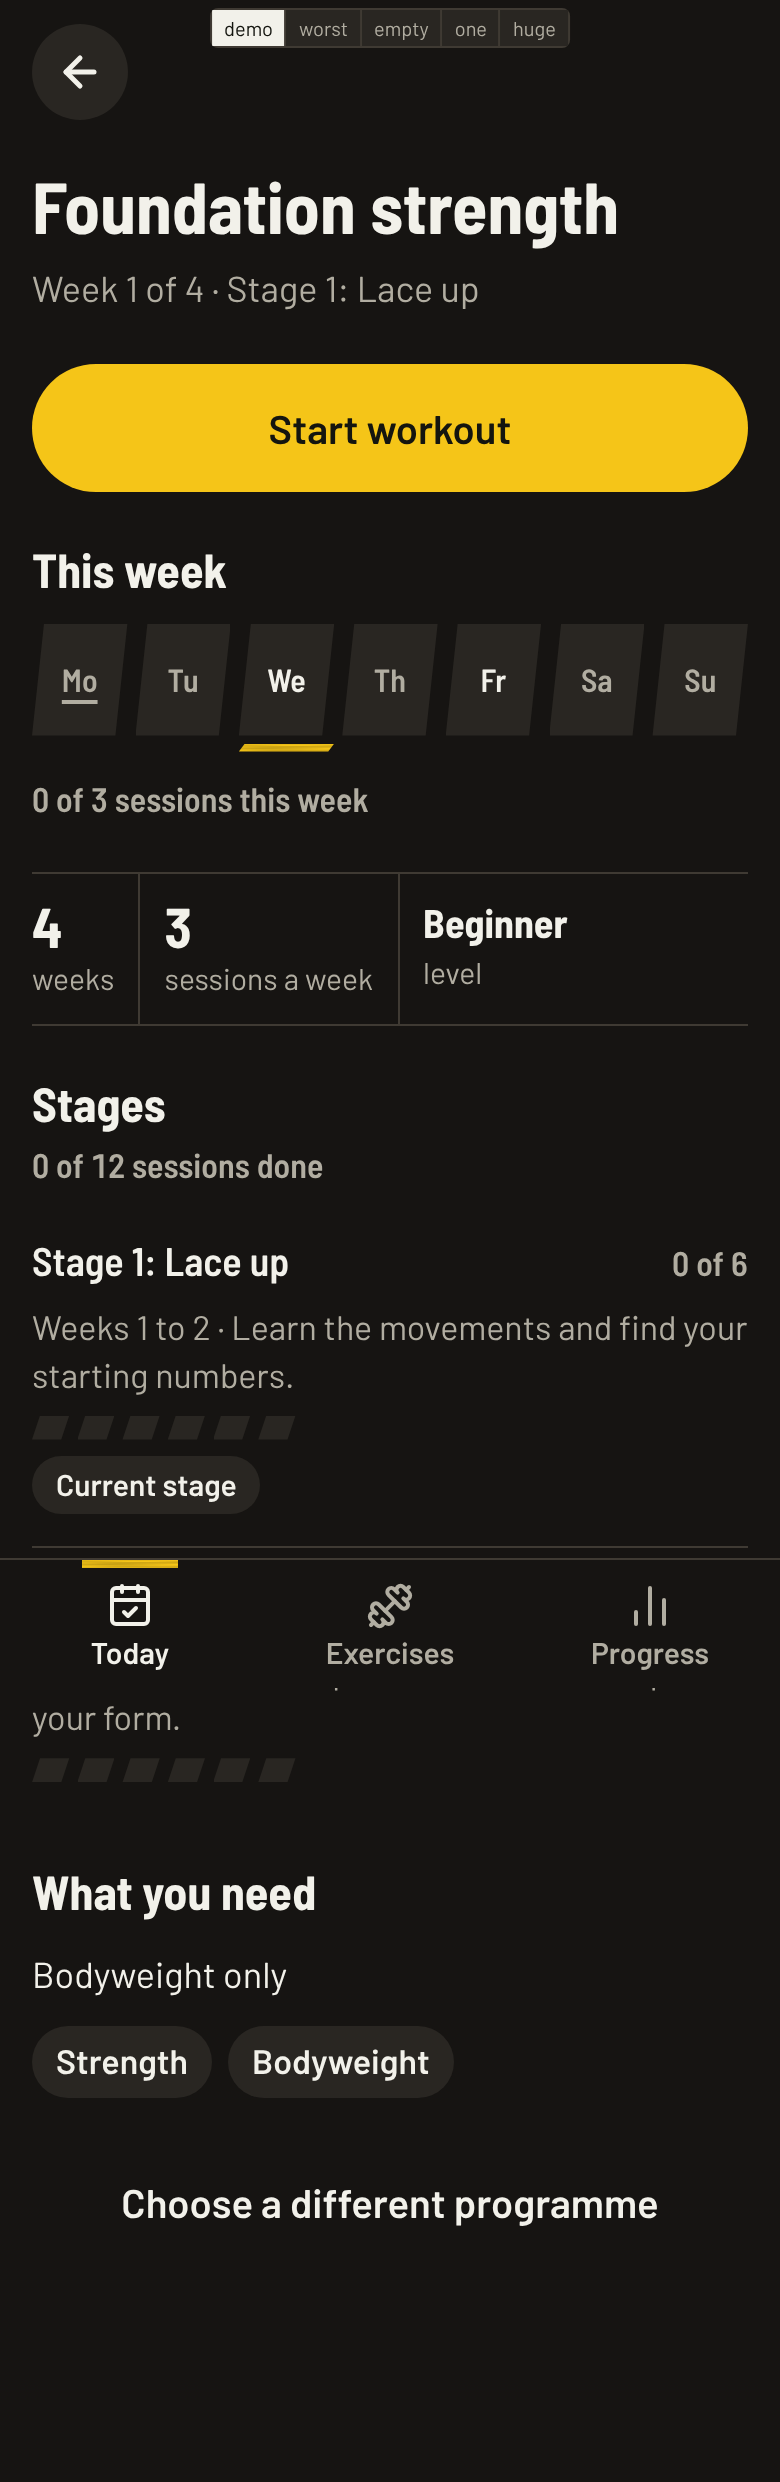 demo worst empty one huge
Foundation strength
Week 1 of 4 · Stage 1: Lace up
Start workout
This week
Mo Tu We Th Fr Sa Su
0 of 3 sessions this week
4 3 Beginner
weeks sessions a week level
Stages
0 of 12 sessions done
Stage 1: Lace up 0 of 6
Weeks 1 to 2 · Learn the movements and find your
starting numbers.
Current stage
Today Exercises Progress
your form.
What you need
Bodyweight only
Strength Bodyweight
Choose a different programme